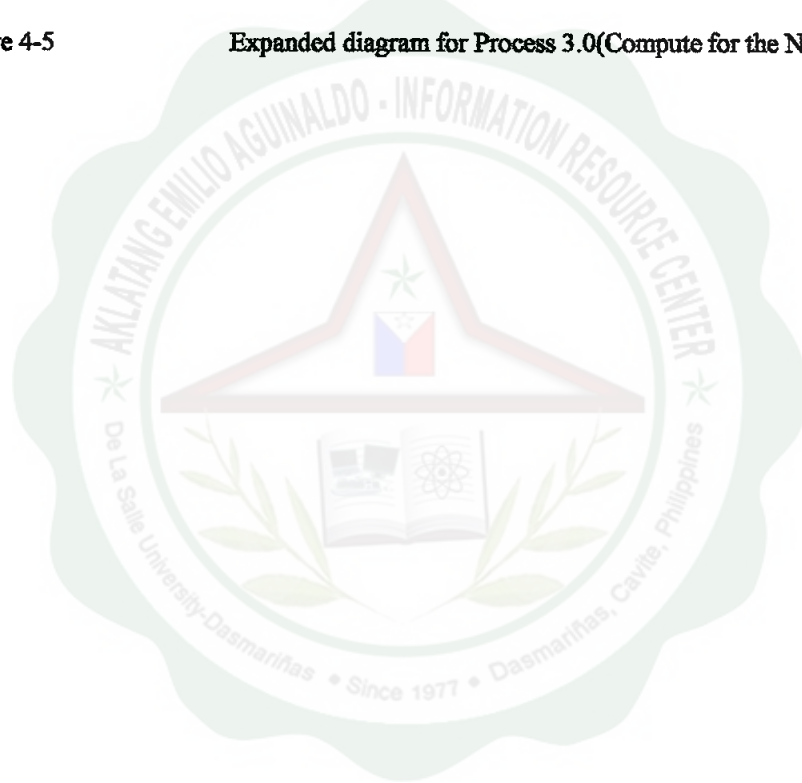 re 4-5 Expanded diagram for Process 3.0(Compute for the N
AKLATANG EMILIO AGUINALDO - INFORMATION RESOURCE CENTER
De La Salle University-Dasmariñas • Since 1977 • Dasmariñas, Cavite, Philippines